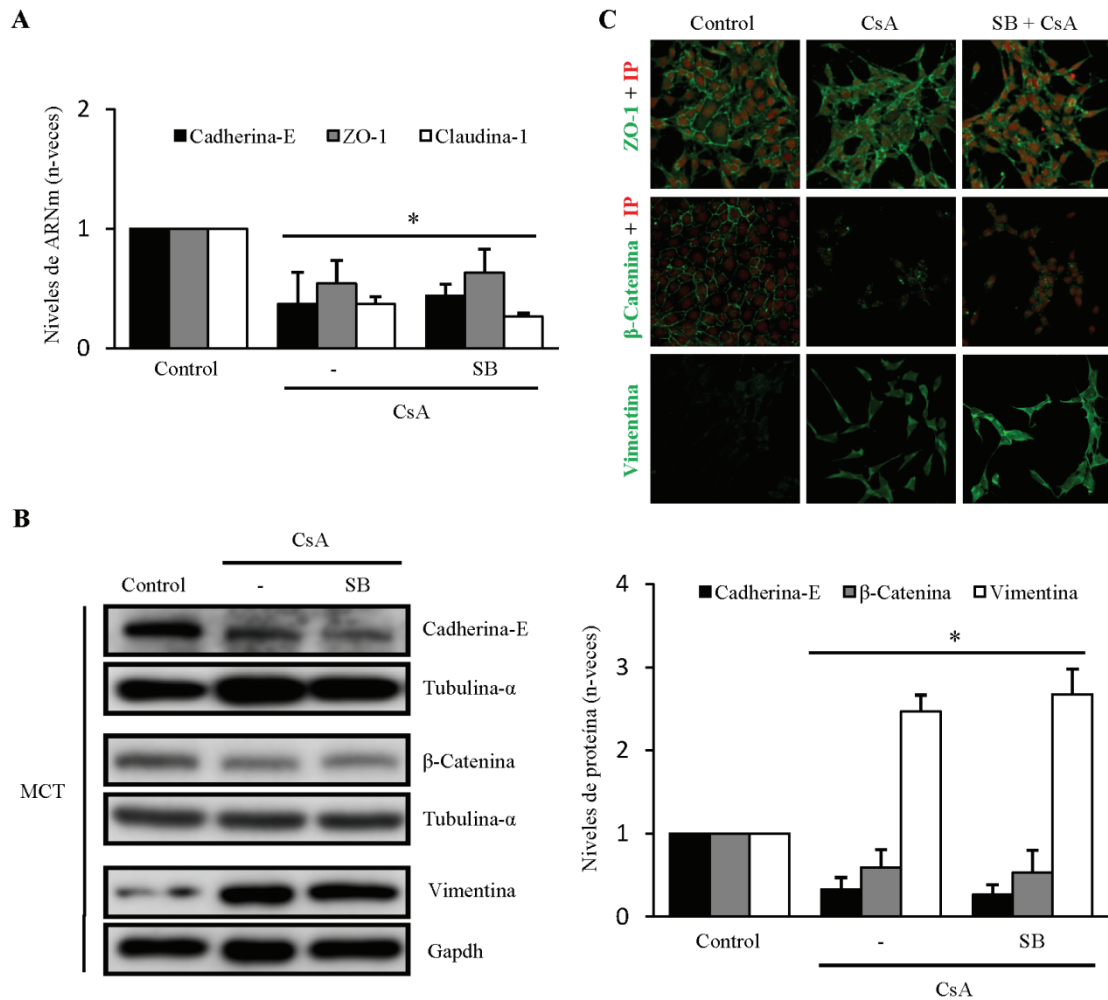 A
Niveles de ARNm (n-veces)
2
1
0
Cadherina-E ZO-1 Claudina-1
*
Control - SB
CsA
C
Control CsA SB + CsA
ZO-1 + IP
β-Catenina + IP
Vimentina
B
CsA
Control - SB
MCT
Cadherina-E
Tubulina-α
β-Catenina
Tubulina-α
Vimentina
Gapdh
Niveles de proteína (n-veces)
4
3
2
1
0
Cadherina-E β-Catenina Vimentina
*
Control - SB
CsA